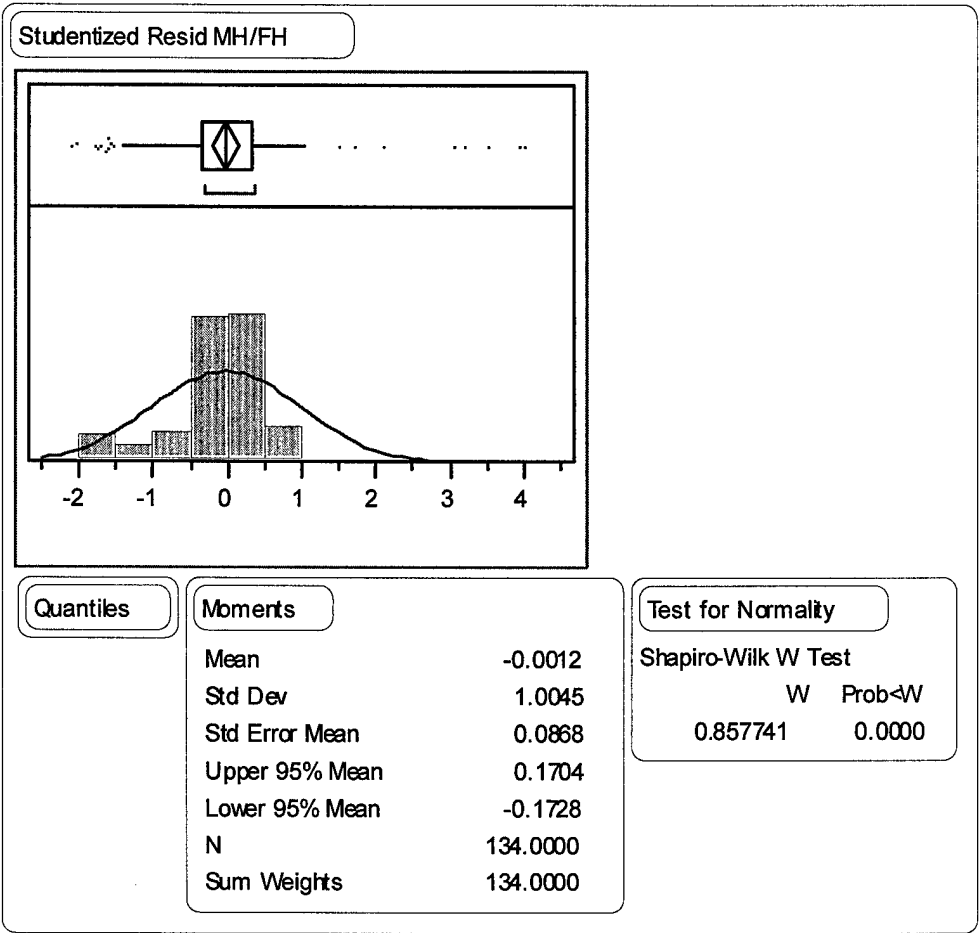 Studentized Resid MH/FH
-2 -1 0 1 2 3 4
Quantiles
Moments
Mean -0.0012
Std Dev 1.0045
Std Error Mean 0.0868
Upper 95% Mean 0.1704
Lower 95% Mean -0.1728
N 134.0000
Sum Weights 134.0000
Test for Normality
Shapiro-Wilk W Test
W Prob<W
0.857741 0.0000